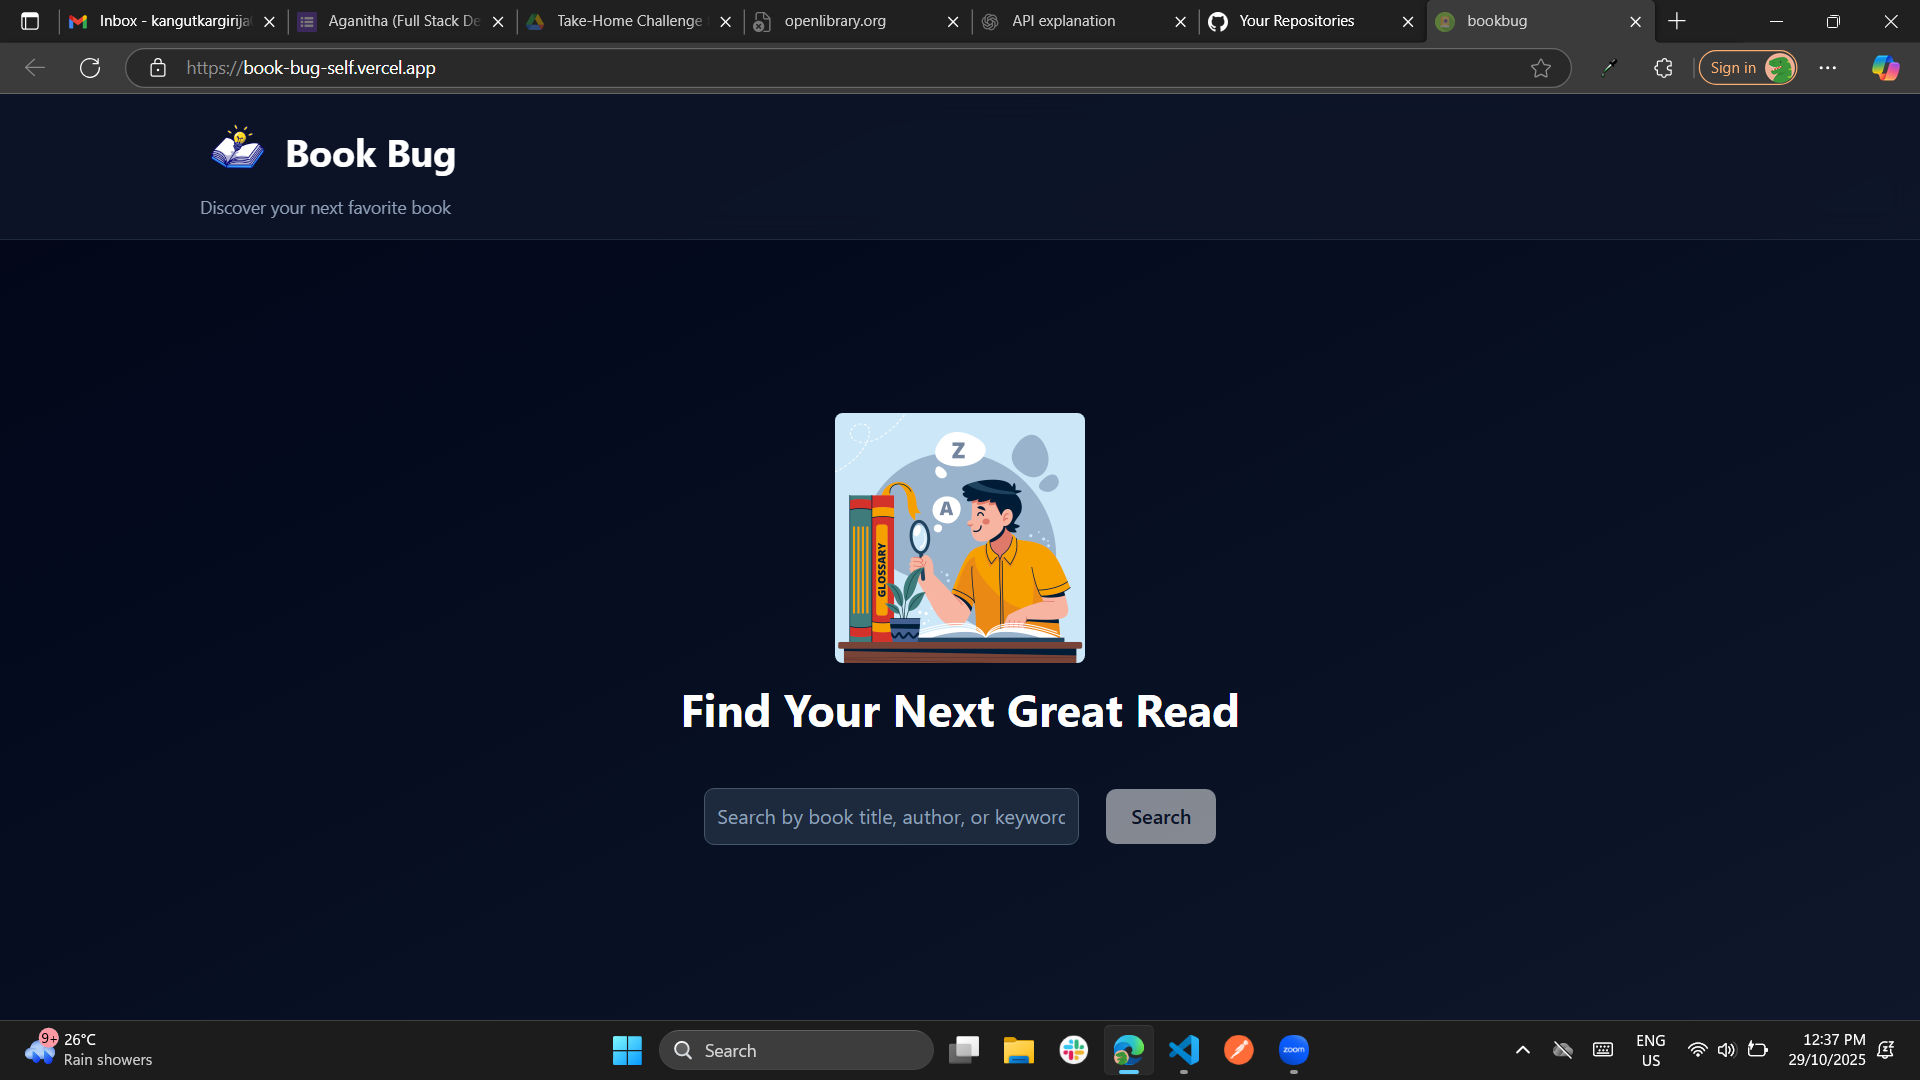 Inbox - kangutkargirija
Aganitha (Full Stack De
Take-Home Challenge
openlibrary.org
API explanation
Your Repositories
bookbug
https://book-bug-self.vercel.app
Sign in
Book Bug
Discover your next favorite book
Z
A
GLOSSARY
Find Your Next Great Read
Search by book title, author, or keyword
Search
9+
26°C
Rain showers
Search
zoom
ENG
US
12:37 PM
29/10/2025